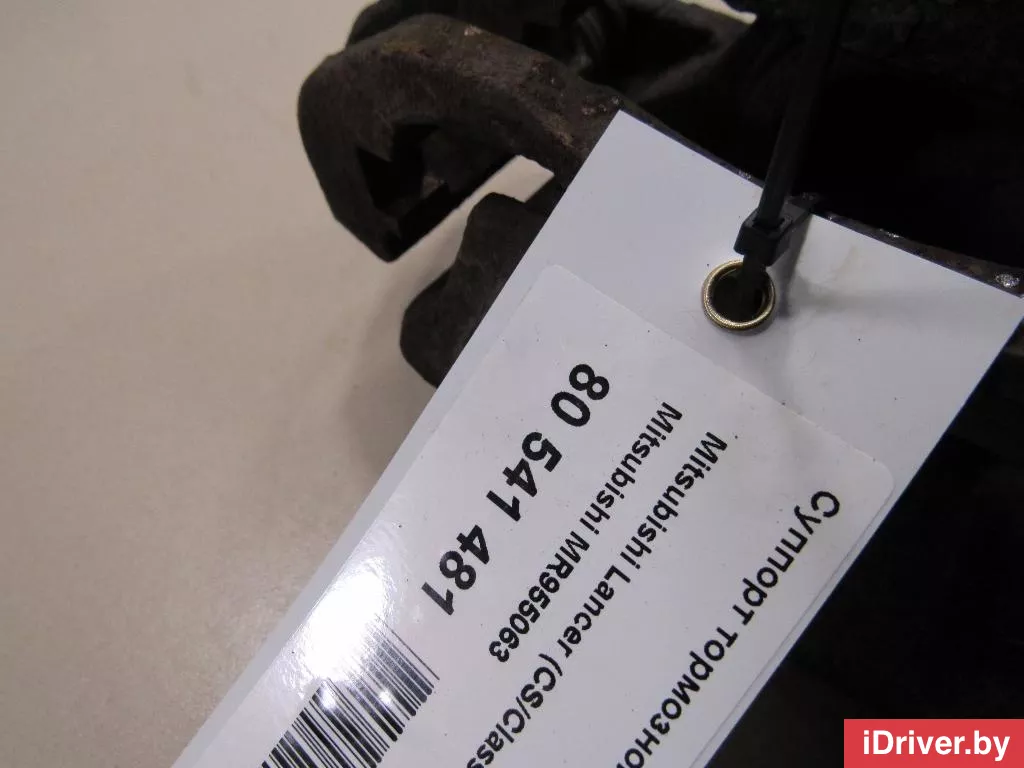 Суппорт тормозной
Mitsubishi Lancer (CS/Class
Mitsubishi MR955063
80 541 481
iDriver.by